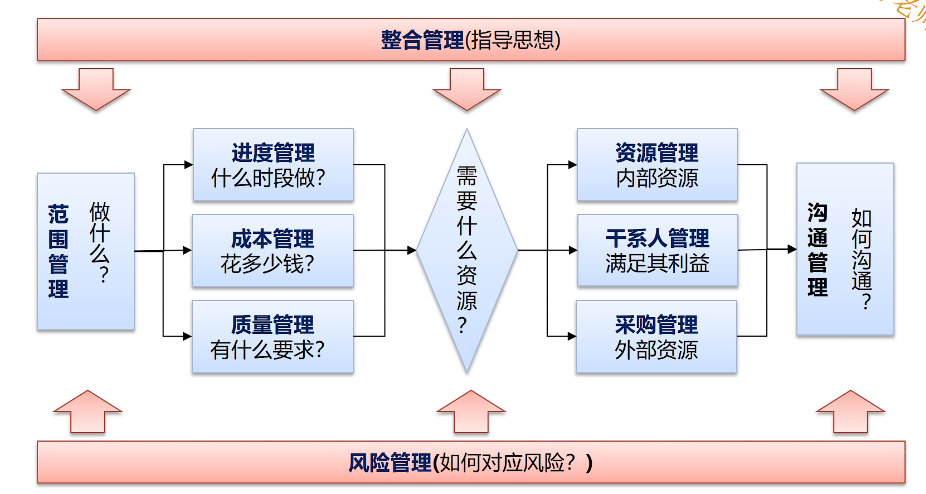 老师
整合管理(指导思想)
范围管理
做什么？
进度管理
什么时段做？
成本管理
花多少钱？
质量管理
有什么要求？
需要什么资源？
资源管理
内部资源
干系人管理
满足其利益
采购管理
外部资源
沟通管理
如何沟通？
风险管理(如何对应风险？)